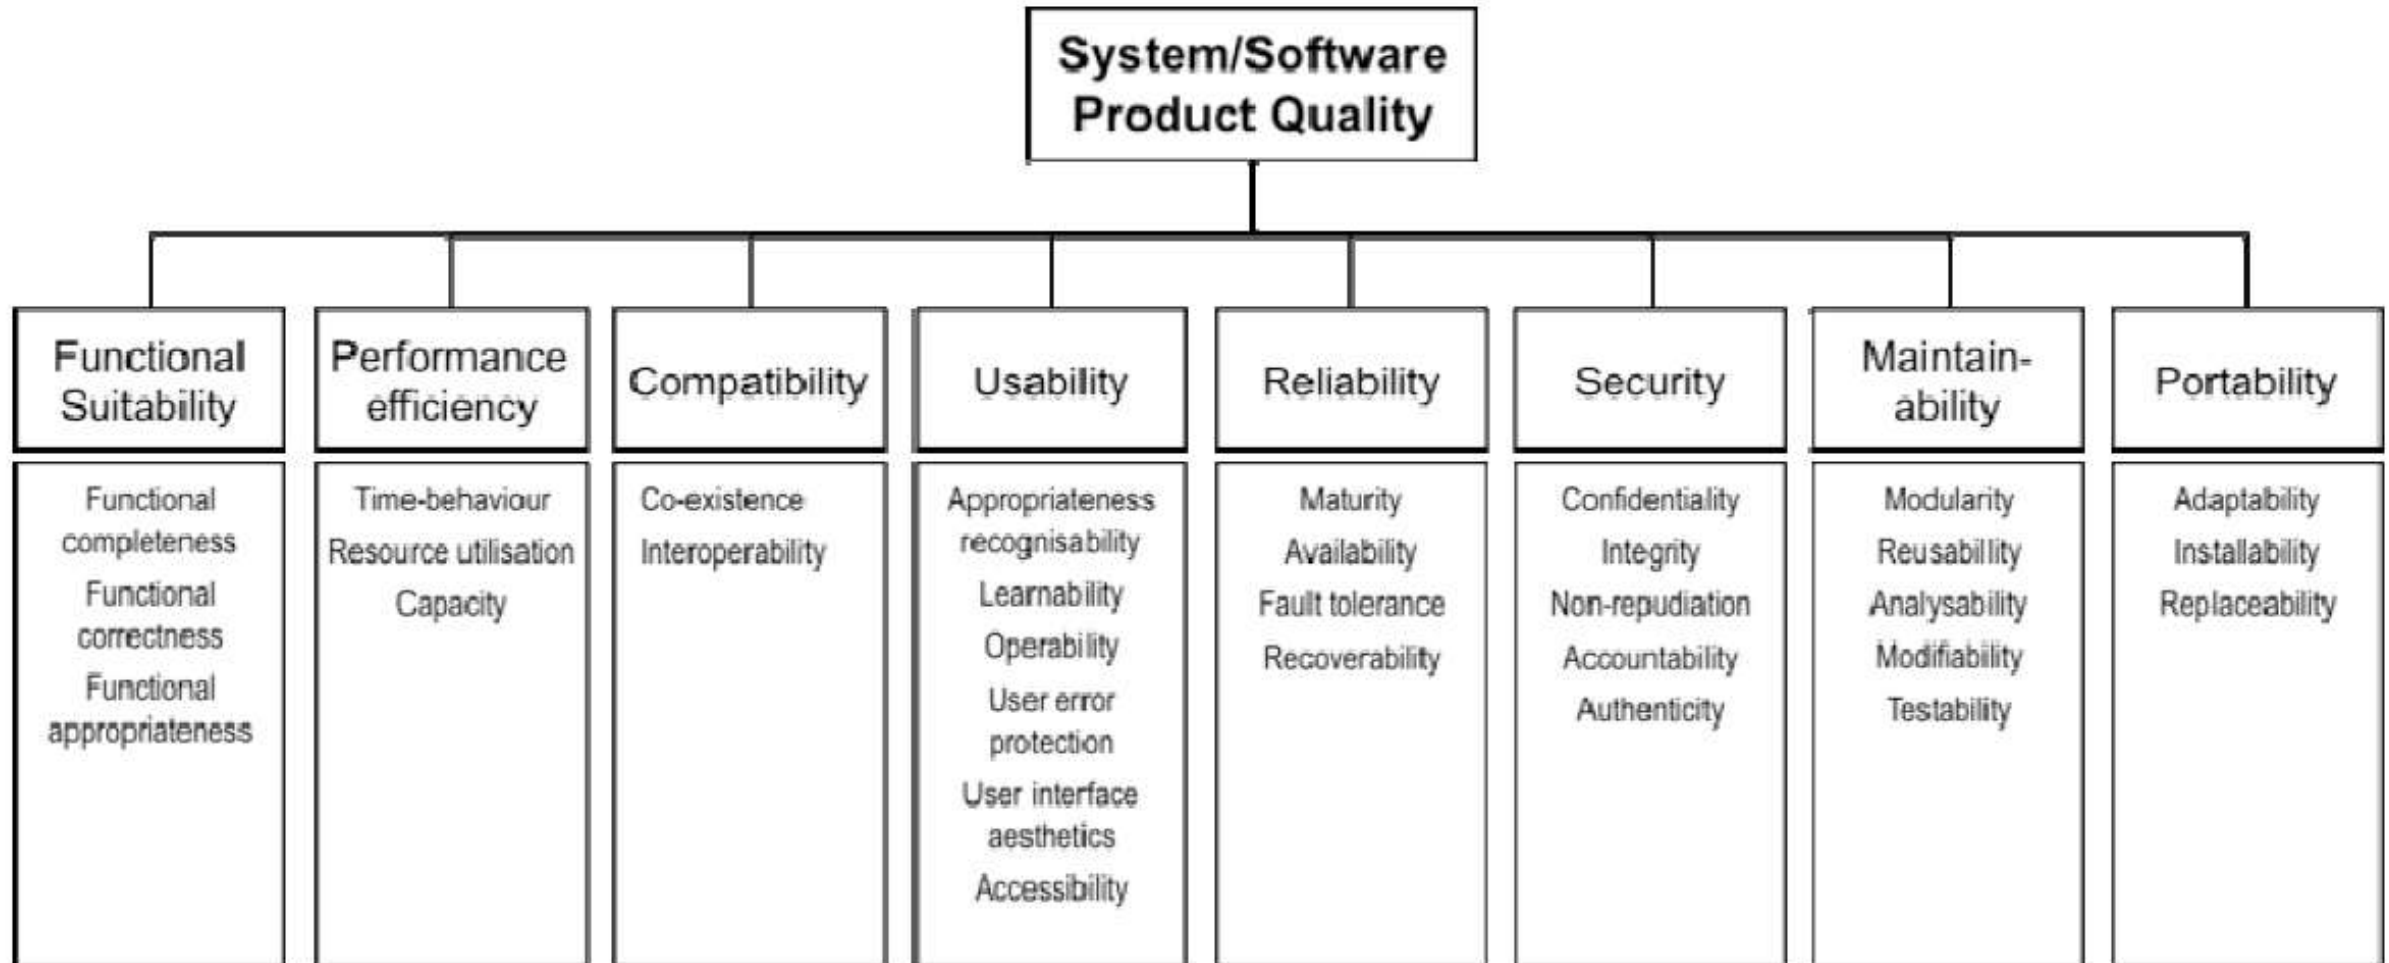 System/Software
Product Quality
Functional
Suitability
Performance
efficiency
Compatibility
Usability
Reliability
Security
Maintain-
ability
Portability
Functional
completeness
Functional
correctness
Functional
appropriateness
Time-behaviour
Resource utilisation
Capacity
Co-existence
Interoperability
Appropriateness
recognisability
Learnability
Operability
User error
protection
User interface
aesthetics
Accessibility
Maturity
Availability
Fault tolerance
Recoverability
Confidentiality
Integrity
Non-repudiation
Accountability
Authenticity
Modularity
Reusability
Analysability
Modifiability
Testability
Adaptability
Installability
Replaceability